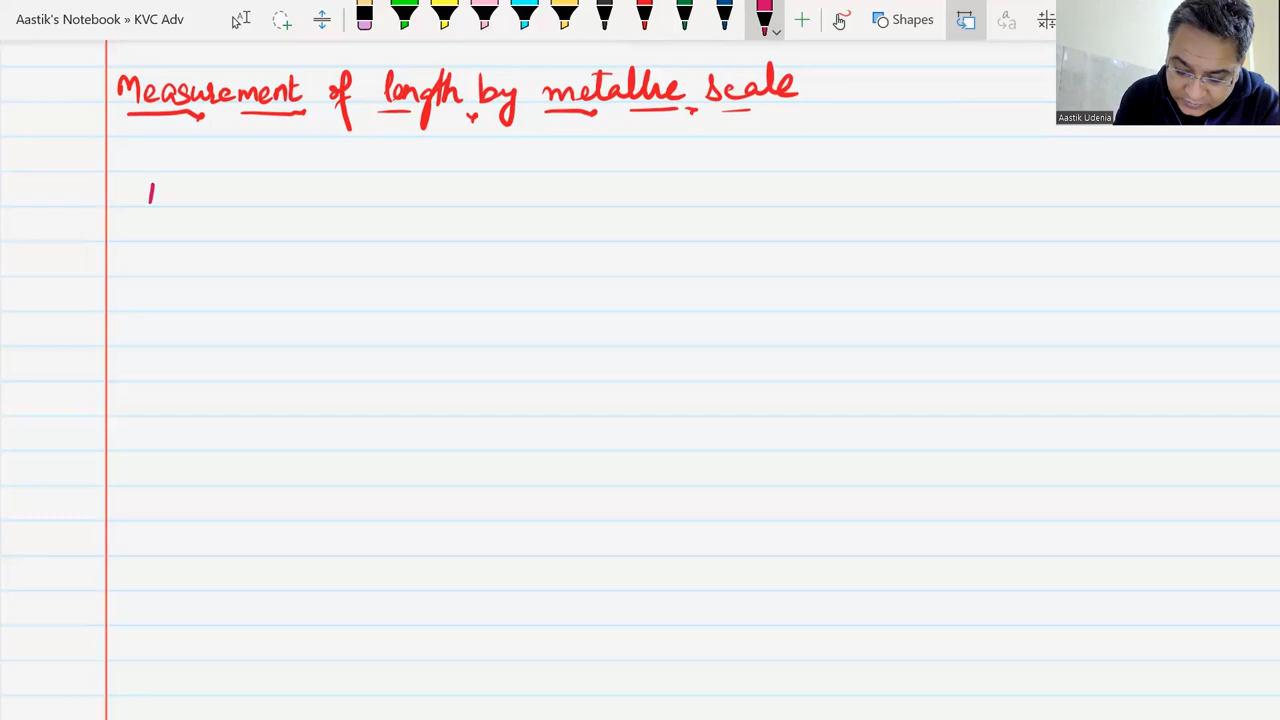 Aastik's Notebook » KVC Adv
Shapes
Measurement of length by metallic scale
Aastik Udenia